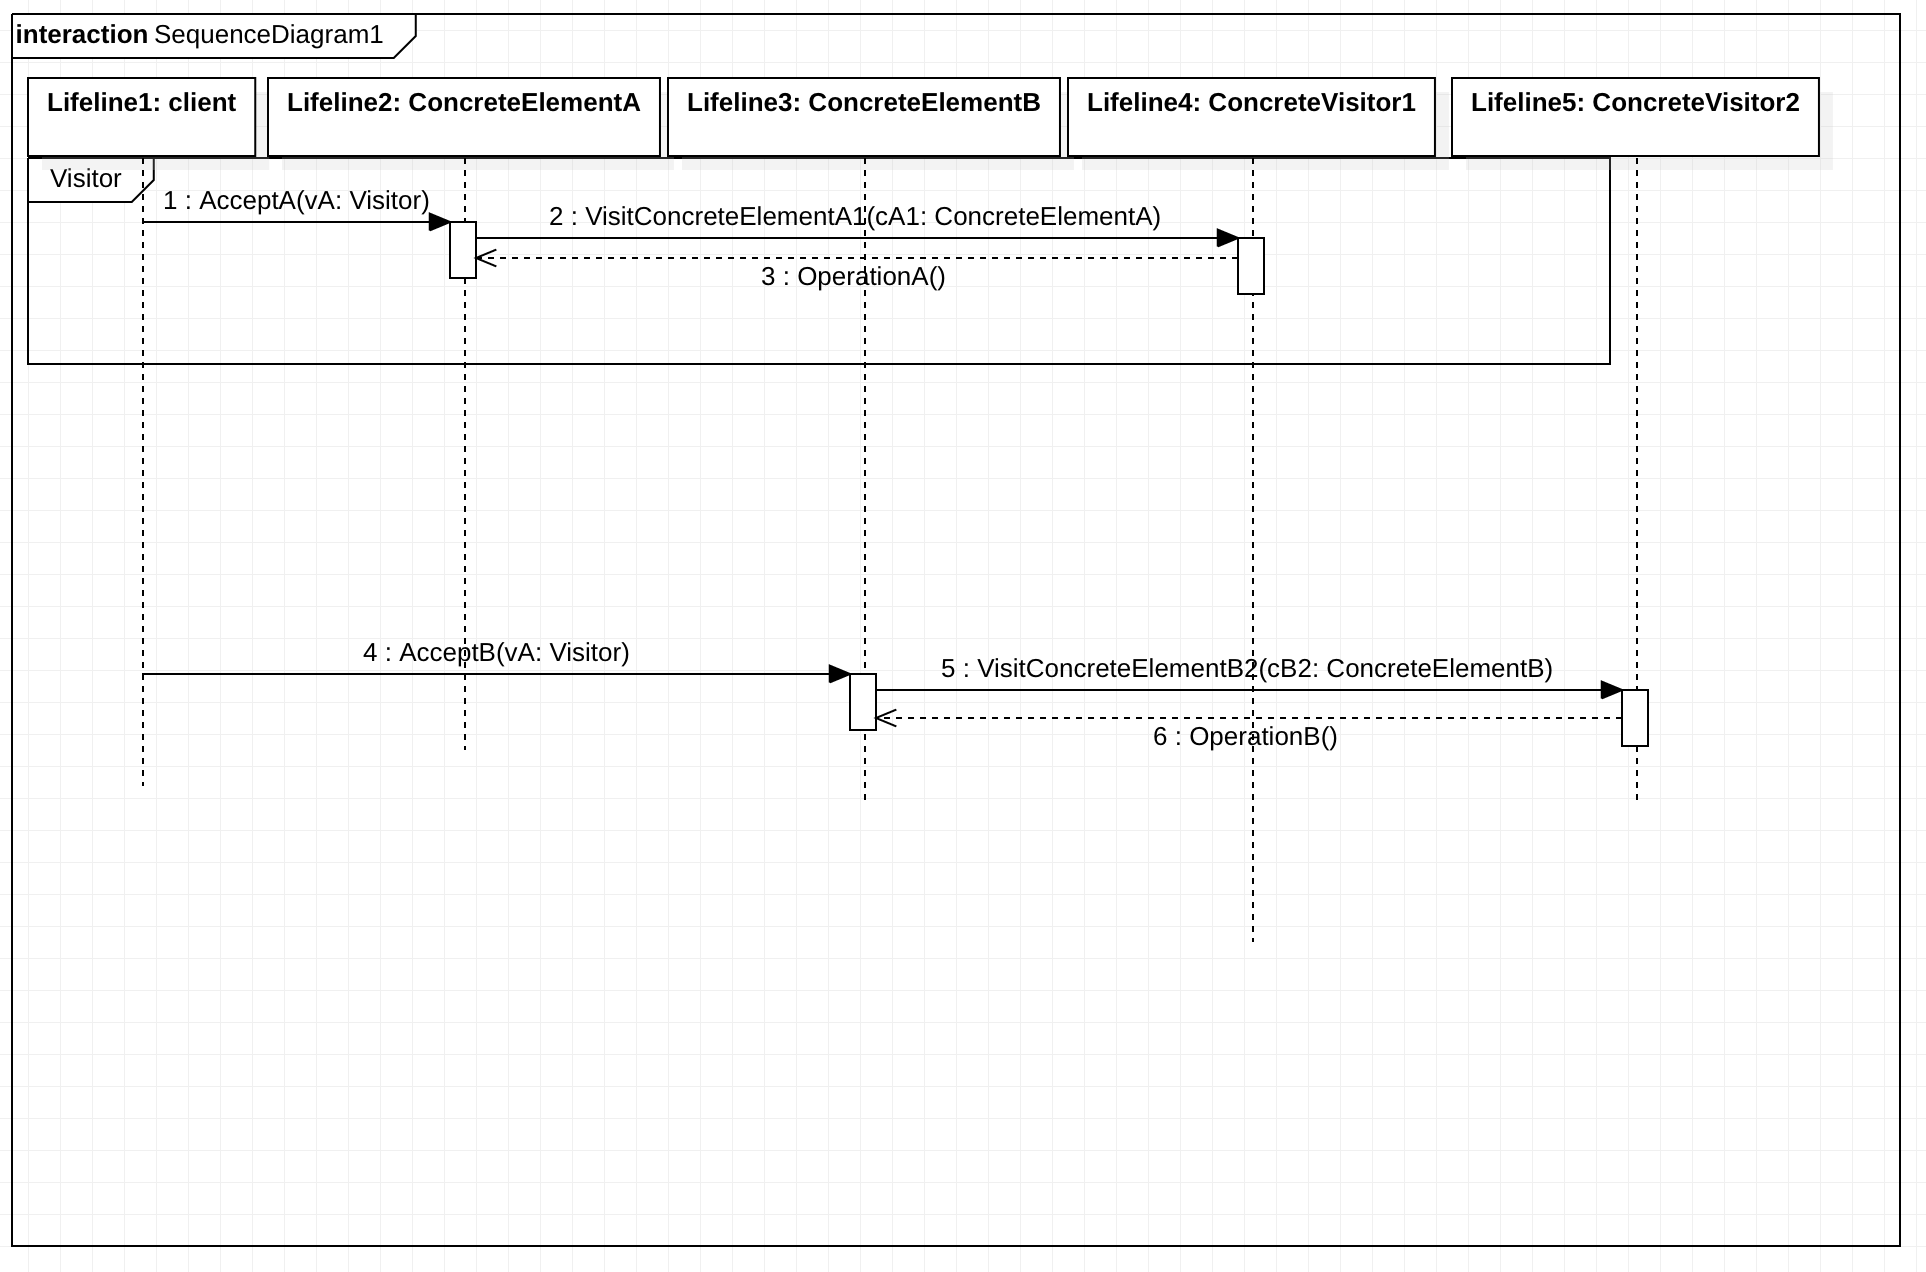 interaction SequenceDiagram1
Lifeline1: client
Lifeline2: ConcreteElementA
Lifeline3: ConcreteElementB
Lifeline4: ConcreteVisitor1
Lifeline5: ConcreteVisitor2
Visitor
1 : AcceptA(vA: Visitor)
2 : VisitConcreteElementA1(cA1: ConcreteElementA)
3 : OperationA()
4 : AcceptB(vA: Visitor)
5 : VisitConcreteElementB2(cB2: ConcreteElementB)
6 : OperationB()